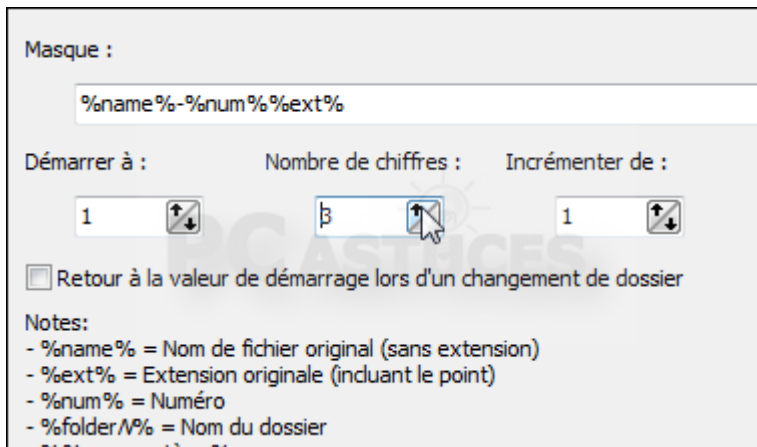 Masque :
%name%-%num%%ext%
Démarrer à : Nombre de chiffres : Incrémenter de :
1 3 1
PC ASTUCES
Retour à la valeur de démarrage lors d'un changement de dossier
Notes:
- %name% = Nom de fichier original (sans extension)
- %ext% = Extension originale (incluant le point)
- %num% = Numéro
- %folder/V% = Nom du dossier